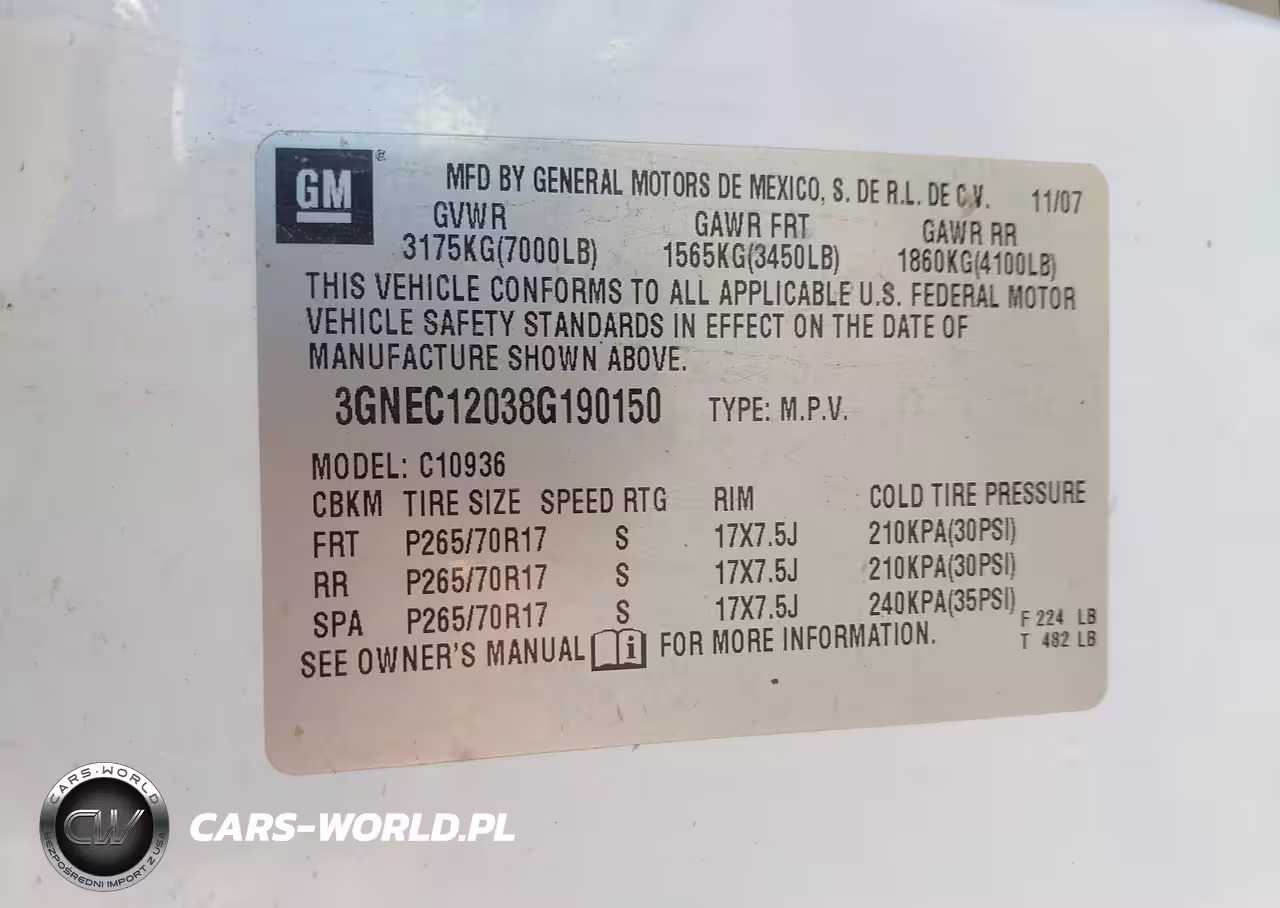 GM
MFD BY GENERAL MOTORS DE MEXICO, S. DE R.L. DE C.V. 11/07
GVWR GAWR FRT GAWR RR
3175KG(7000LB) 1565KG(3450LB) 1860KG(4100LB)
THIS VEHICLE CONFORMS TO ALL APPLICABLE U.S. FEDERAL MOTOR
VEHICLE SAFETY STANDARDS IN EFFECT ON THE DATE OF
MANUFACTURE SHOWN ABOVE.
3GNEC12038G190150 TYPE: M.P.V.
MODEL: C10936
CBKM TIRE SIZE SPEED RTG RIM COLD TIRE PRESSURE
FRT P265/70R17 S 17X7.5J 210KPA(30PSI)
RR P265/70R17 S 17X7.5J 210KPA(30PSI)
SPA P265/70R17 S 17X7.5J 240KPA(35PSI)
F 224 LB
T 482 LB
SEE OWNER'S MANUAL i FOR MORE INFORMATION.
CARS-WORLD
CW
BEZPOŚREDNI IMPORT Z USA
CARS-WORLD.PL